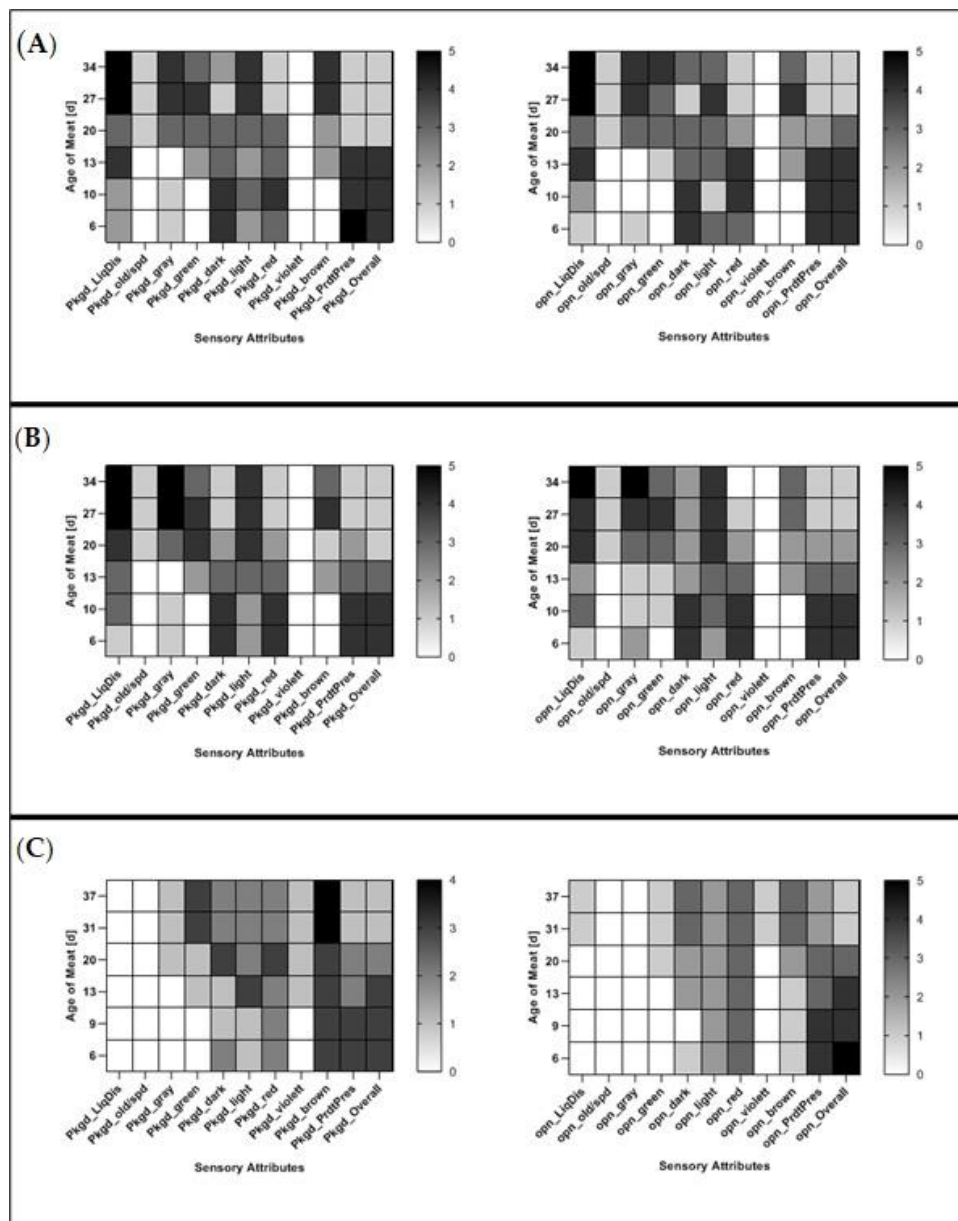 (A)
Age of Meat [d]
34
27
20
13
10
6
Pkgd_LiqDis
Pkgd_old/spd
Pkgd_gray
Pkgd_green
Pkgd_dark
Pkgd_light
Pkgd_red
Pkgd_violett
Pkgd_brown
Pkgd_PrdtPres
Pkgd_Overall
Sensory Attributes
5
4
3
2
1
0
Age of Meat [d]
34
27
20
13
10
6
opn_LiqDis
opn_old/spd
opn_gray
opn_green
opn_dark
opn_light
opn_red
opn_violett
opn_brown
opn_PrdtPres
opn_Overall
Sensory Attributes
5
4
3
2
1
0
(B)
Age of Meat [d]
34
27
20
13
10
6
Pkgd_LiqDis
Pkgd_old/spd
Pkgd_gray
Pkgd_green
Pkgd_dark
Pkgd_light
Pkgd_red
Pkgd_violett
Pkgd_brown
Pkgd_PrdtPres
Pkgd_Overall
Sensory Attributes
5
4
3
2
1
0
Age of Meat [d]
34
27
20
13
10
6
opn_LiqDis
opn_old/spd
opn_gray
opn_green
opn_dark
opn_light
opn_red
opn_violett
opn_brown
opn_PrdtPres
opn_Overall
Sensory Attributes
5
4
3
2
1
0
(C)
Age of Meat [d]
37
31
20
13
9
6
Pkgd_LiqDis
Pkgd_old/spd
Pkgd_gray
Pkgd_green
Pkgd_dark
Pkgd_light
Pkgd_red
Pkgd_violett
Pkgd_brown
Pkgd_PrdtPres
Pkgd_Overall
Sensory Attributes
4
3
2
1
0
Age of Meat [d]
37
31
20
13
9
6
opn_LiqDis
opn_old/spd
opn_gray
opn_green
opn_dark
opn_light
opn_red
opn_violett
opn_brown
opn_PrdtPres
opn_Overall
Sensory Attributes
5
4
3
2
1
0